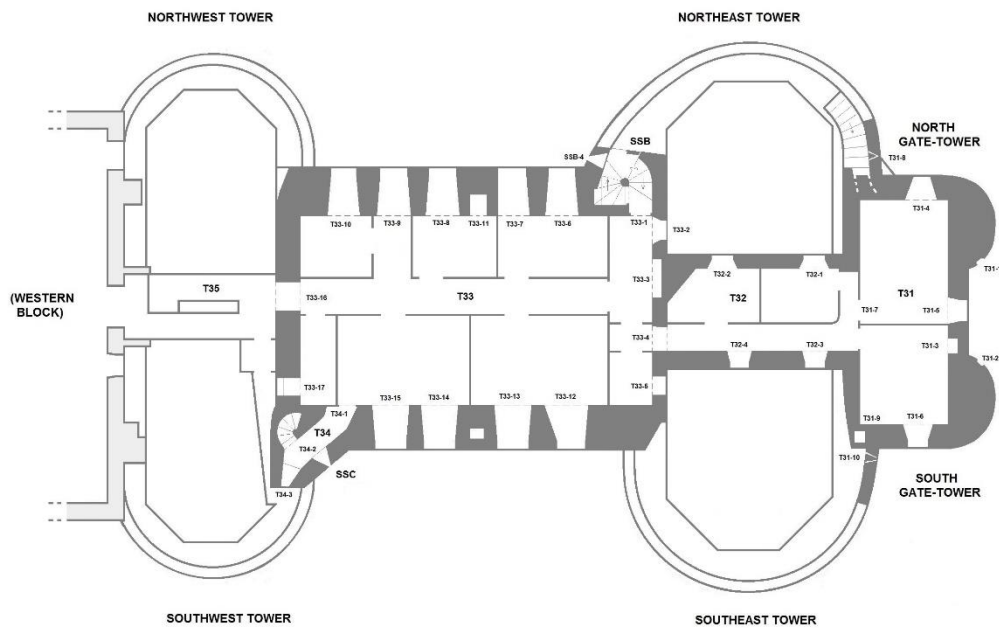 NORTHWEST TOWER
NORTHEAST TOWER
NORTH
GATE-TOWER
SSB
SSB-4
T31-8
T31-4
T33-10
T33-9
T33-8
T33-11
T33-7
T33-6
T33-1
T33-2
T31-1
T33-3
T32-2
T32-1
T35
T33-16
T33
T32
T31
T31-7
T31-5
(WESTERN
BLOCK)
T33-4
T32-4
T32-3
T31-3
T31-2
T33-17
T33-5
T33-15
T33-14
T33-13
T33-12
T34-1
T34
T34-2
T34-3
SSC
T31-9
T31-6
T31-10
SOUTH
GATE-TOWER
SOUTHWEST TOWER
SOUTHEAST TOWER